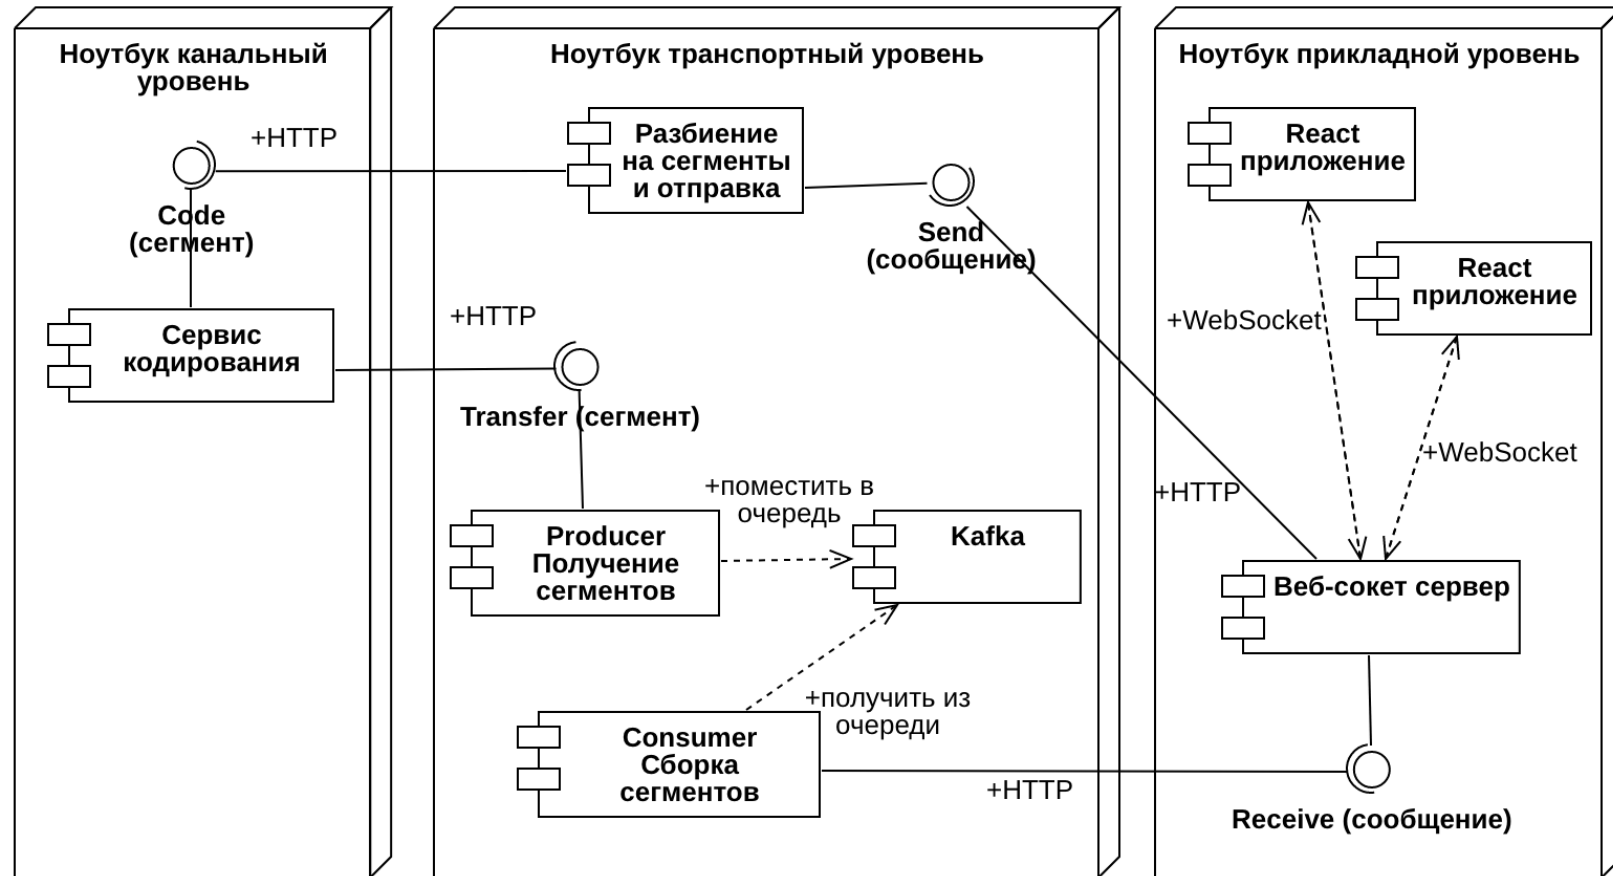 Ноутбук канальный
уровень
+HTTP
Code
(сегмент)
Сервис
кодирования
Ноутбук транспортный уровень
Разбиение
на сегменты
и отправка
Send
(сообщение)
+HTTP
Transfer (сегмент)
+поместить в
очередь
Producer
Получение
сегментов
Kafka
+получить из
очереди
Consumer
Сборка
сегментов
+HTTP
Ноутбук прикладной уровень
React
приложение
React
приложение
+WebSocket
+WebSocket
+HTTP
Веб-сокет сервер
Receive (сообщение)